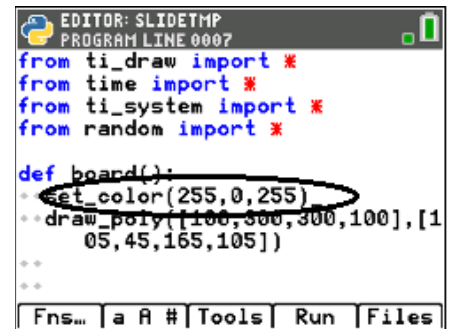 EDITOR: SLIDETMP
PROGRAM LINE 0007
from ti_draw import *
from time import *
from ti_system import *
from random import *
def board():
set_color(255,0,255)
draw_poly([100,300,300,100],[1
05,45,165,105])
Fns… a A # Tools Run Files